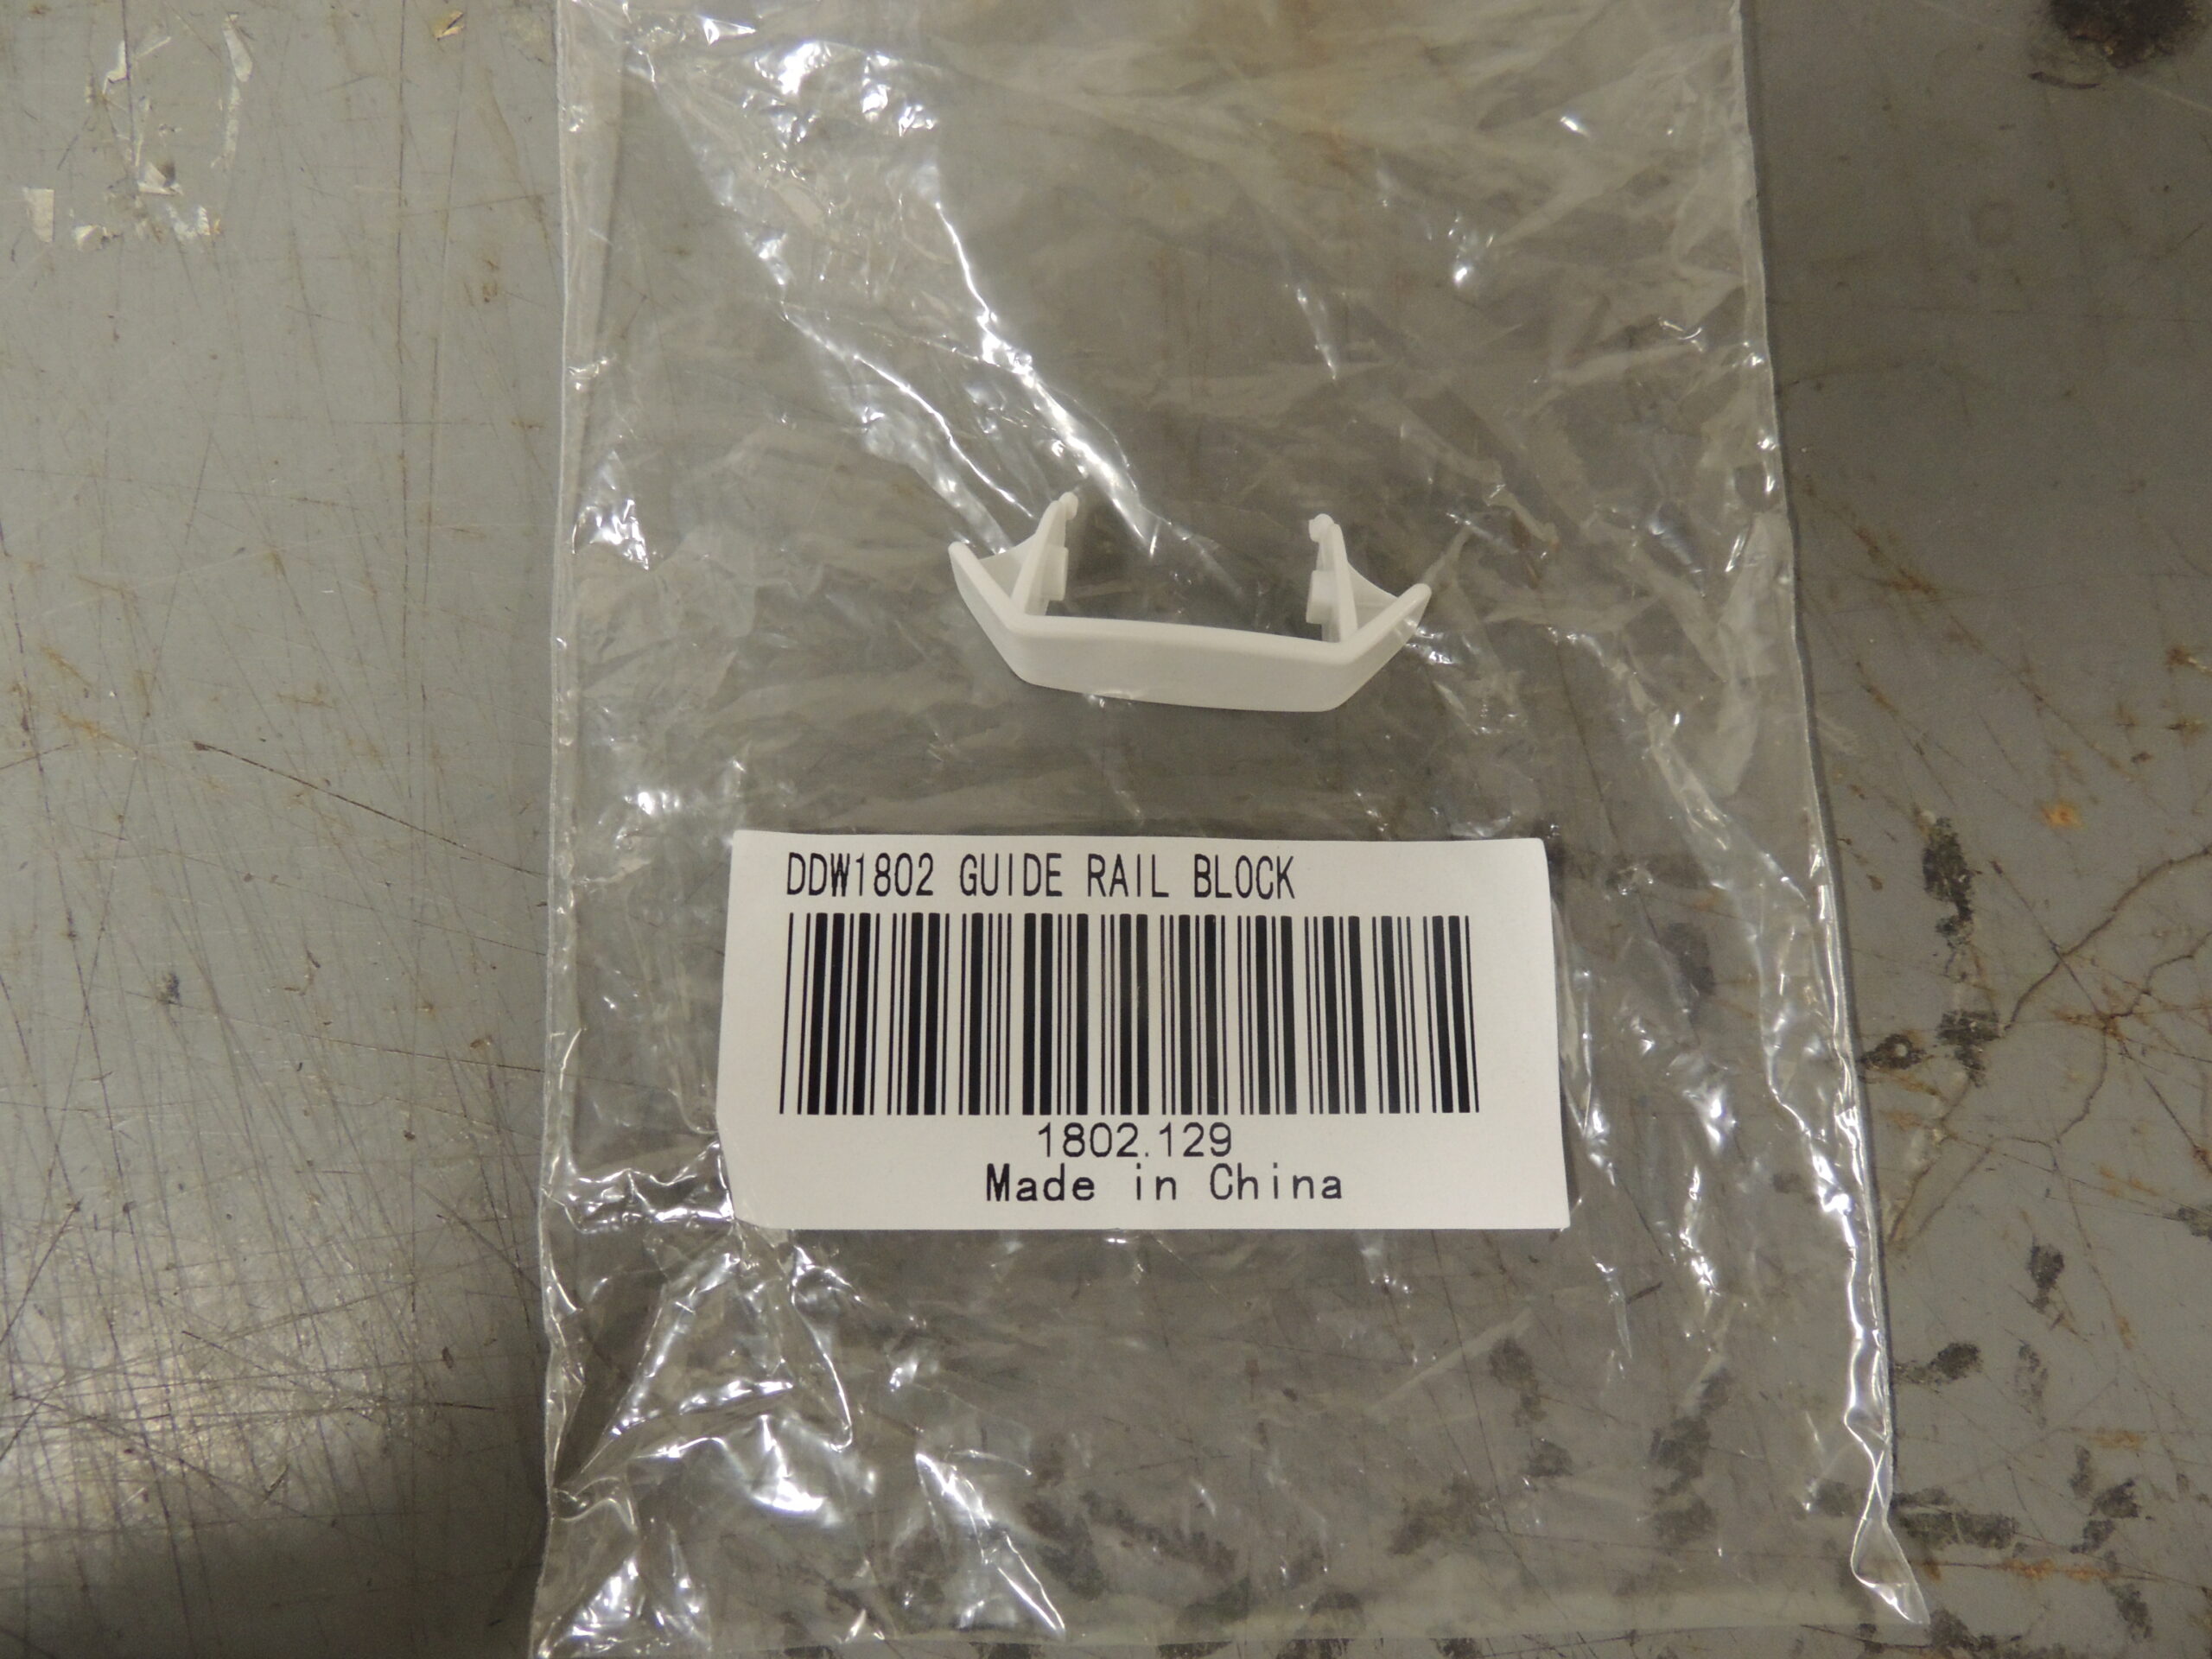 DDW1802 GUIDE RAIL BLOCK
1802.129
Made in China